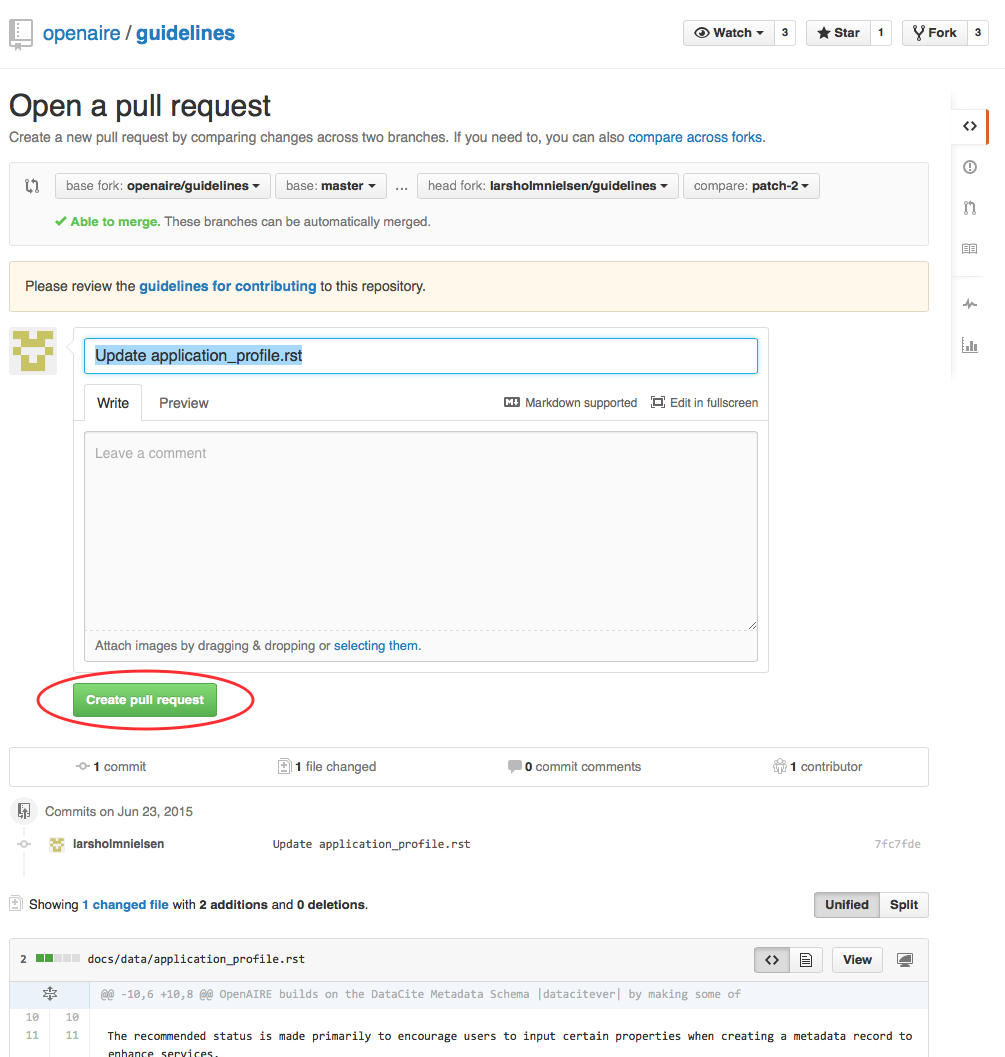 openaire / guidelines
Watch 3 Star 1 Fork 3
Open a pull request
Create a new pull request by comparing changes across two branches. If you need to, you can also compare across forks.
base fork: openaire/guidelines base: master ... head fork: larsholmnielsen/guidelines compare: patch-2
Able to merge. These branches can be automatically merged.
Please review the guidelines for contributing to this repository.
Update application_profile.rst
Write Preview Markdown supported Edit in fullscreen
Leave a comment
Attach images by dragging & dropping or selecting them.
Create pull request
1 commit 1 file changed 0 commit comments 1 contributor
Commits on Jun 23, 2015
larsholmnielsen Update application_profile.rst 7fc7fde
Showing 1 changed file with 2 additions and 0 deletions. Unified Split
2 docs/data/application_profile.rst <> View
@@ -10,6 +10,8 @@ OpenAIRE builds on the DataCite Metadata Schema |datacitever| by making some of
10 10
11 11 The recommended status is made primarily to encourage users to input certain properties when creating a metadata record to
enhance services.